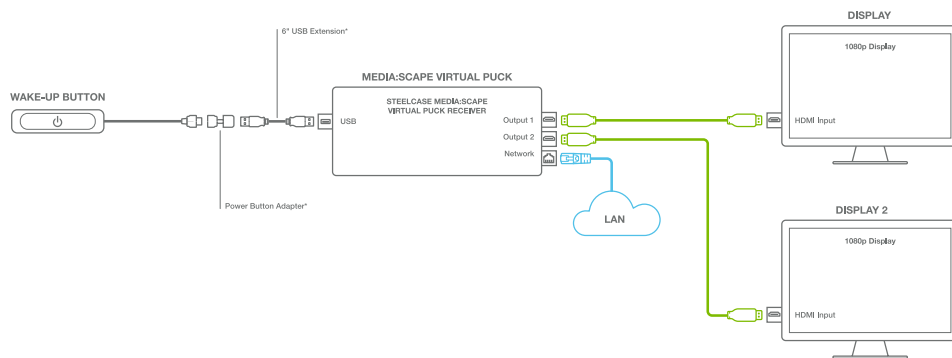 DISPLAY
1080p Display
HDMI Input
6" USB Extension*
MEDIA:SCAPE VIRTUAL PUCK
STEELCASE MEDIA:SCAPE
VIRTUAL PUCK RECEIVER
USB
Output 1
Output 2
Network
WAKE-UP BUTTON
Power Button Adapter*
LAN
DISPLAY 2
1080p Display
HDMI Input